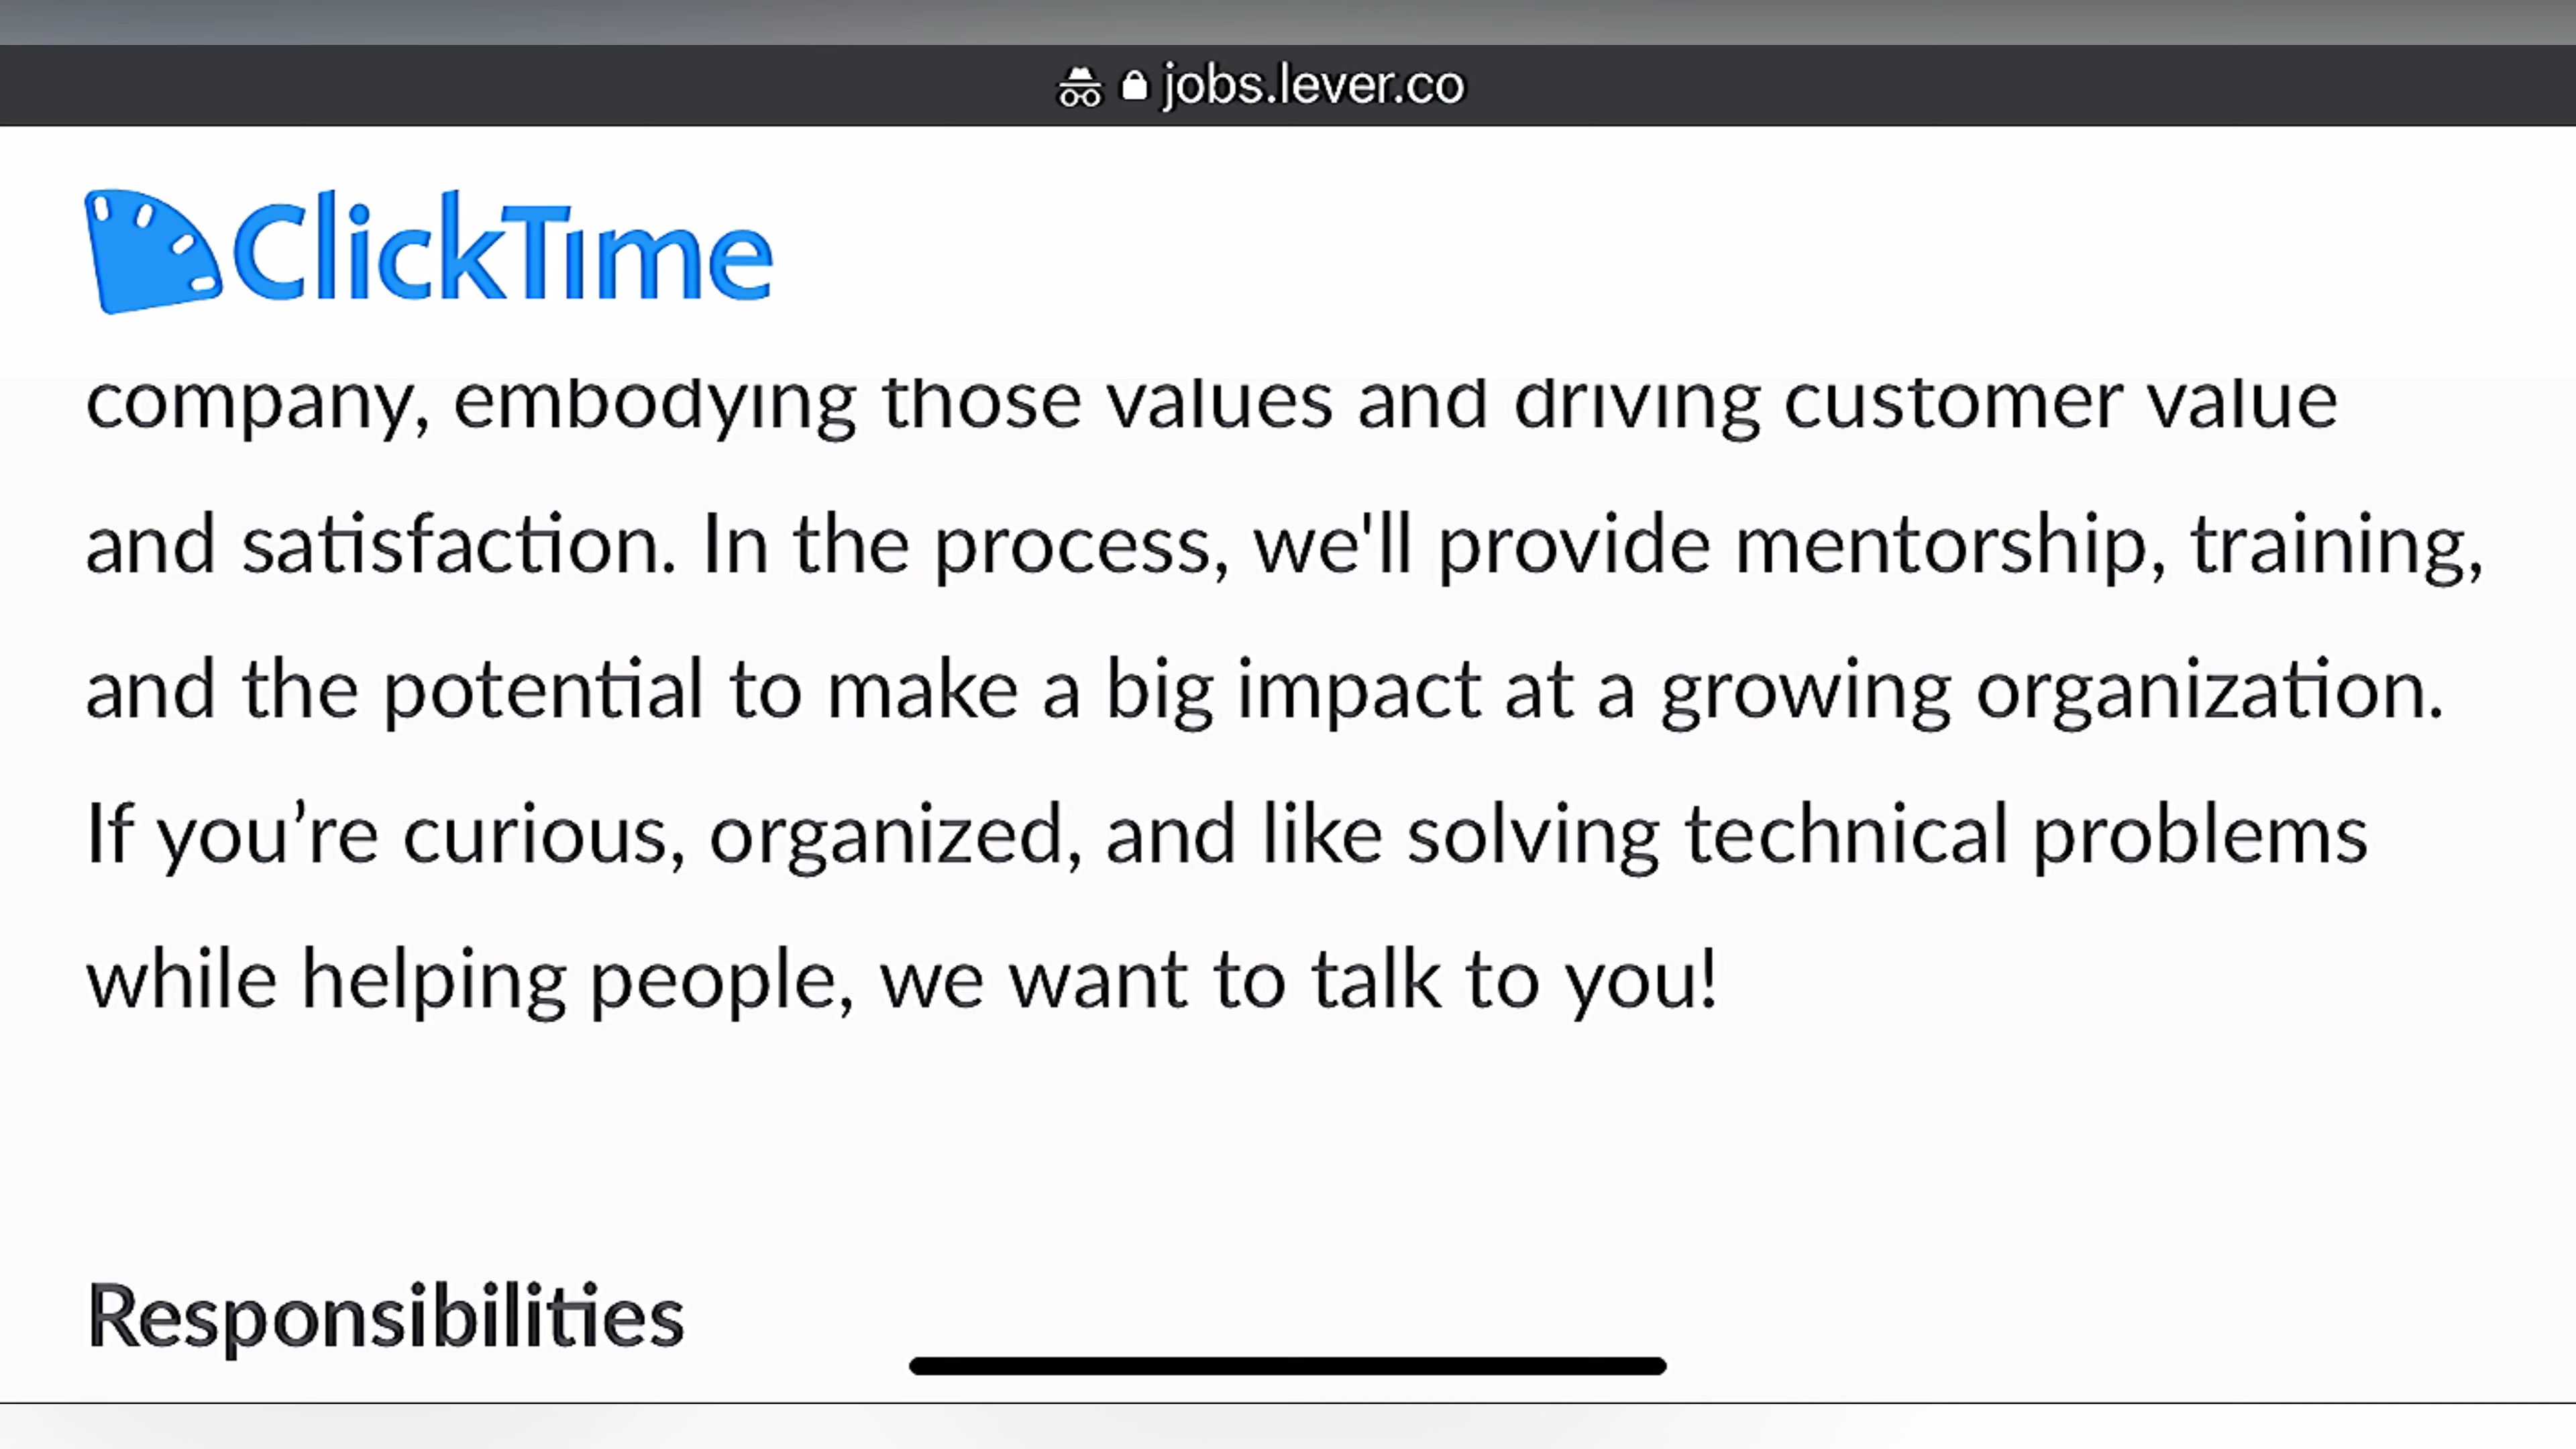 jobs.lever.co
ClickTime
company, embodying those values and driving customer value
and satisfaction. In the process, we'll provide mentorship, training,
and the potential to make a big impact at a growing organization.
If you’re curious, organized, and like solving technical problems
while helping people, we want to talk to you!
Responsibilities